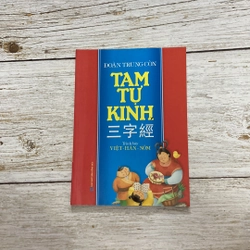 ĐOÀN TRUNG CÒN
TAM
TỰ
KINH
三字經
VIỆT-HÁN-NÔM